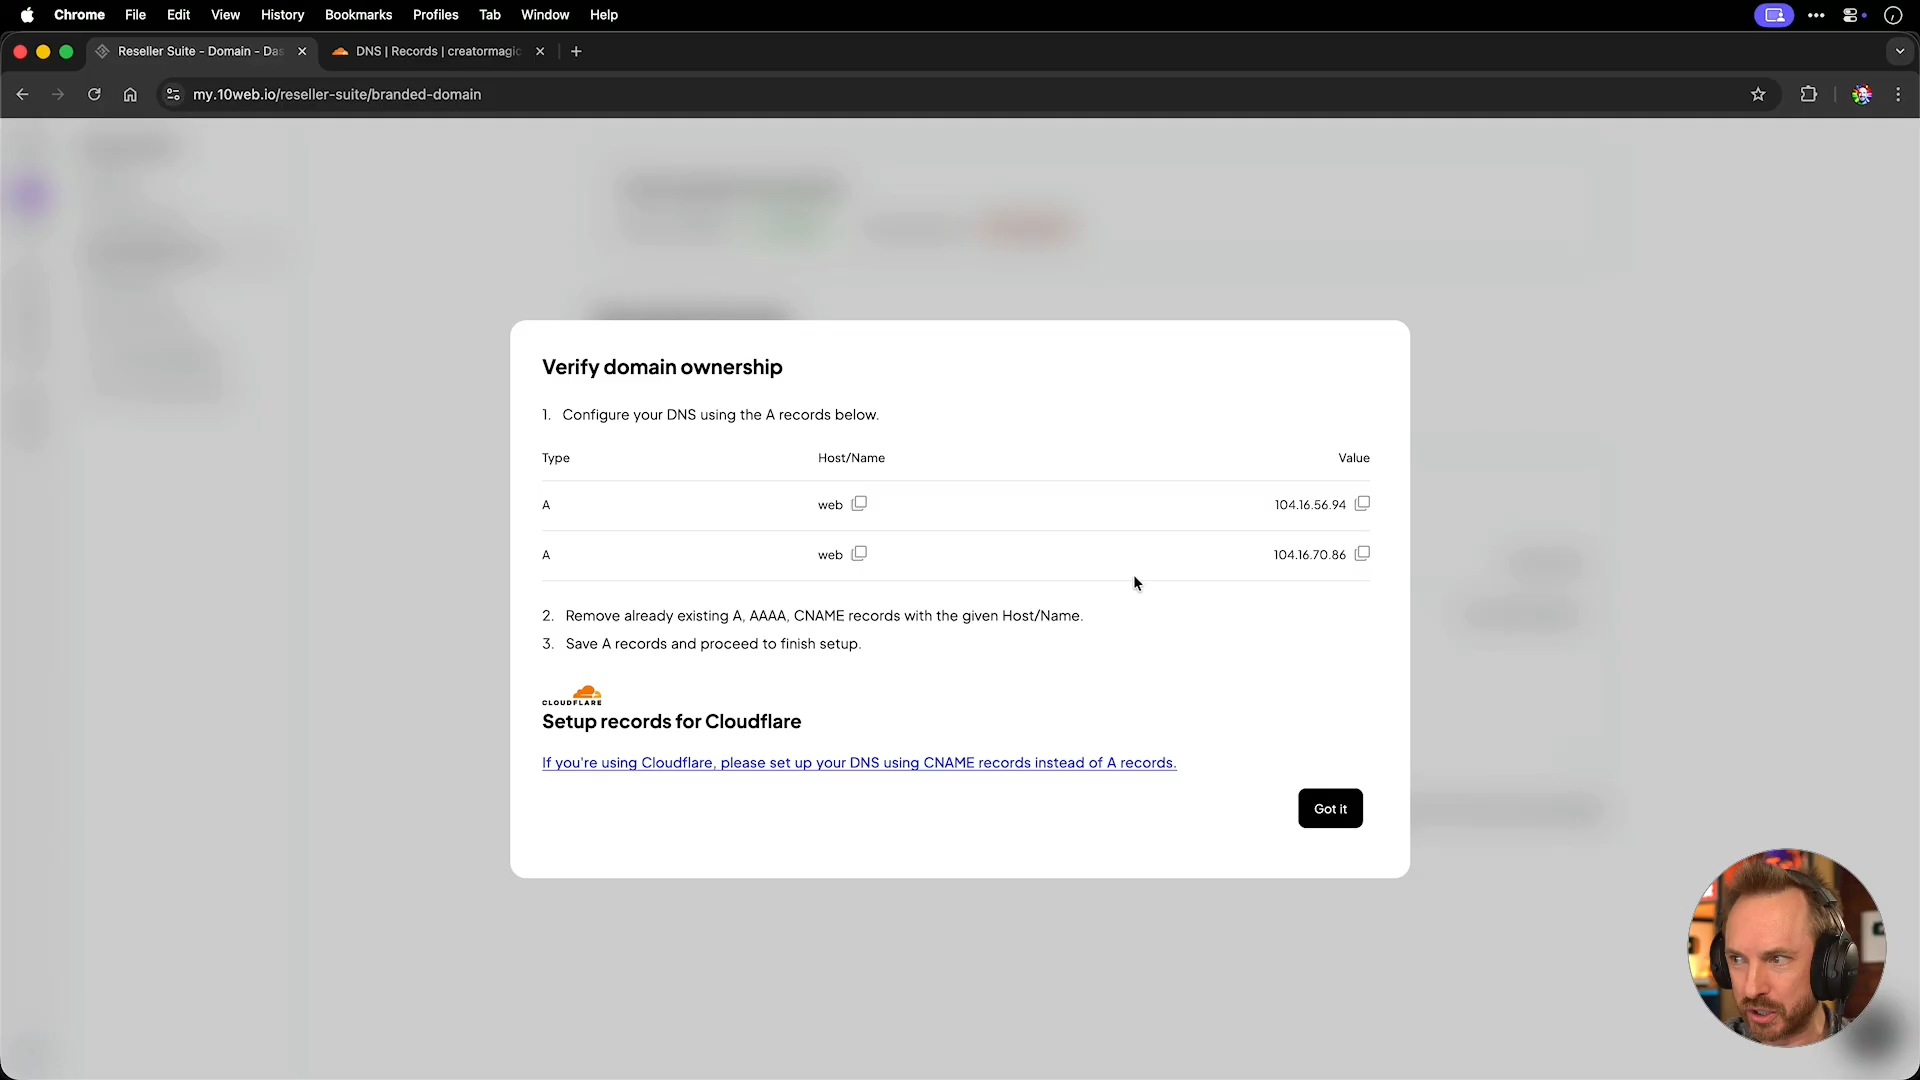 Chrome File Edit View History Bookmarks Profiles Tab Window Help
Reseller Suite - Domain - Das
DNS | Records | creatormagic
my.10web.io/reseller-suite/branded-domain
Verify domain ownership
1. Configure your DNS using the A records below.
Type Host/Name Value
A web 104.16.56.94
A web 104.16.70.86
2. Remove already existing A, AAAA, CNAME records with the given Host/Name.
3. Save A records and proceed to finish setup.
CLOUDFLARE
Setup records for Cloudflare
If you're using Cloudflare, please set up your DNS using CNAME records instead of A records.
Got it